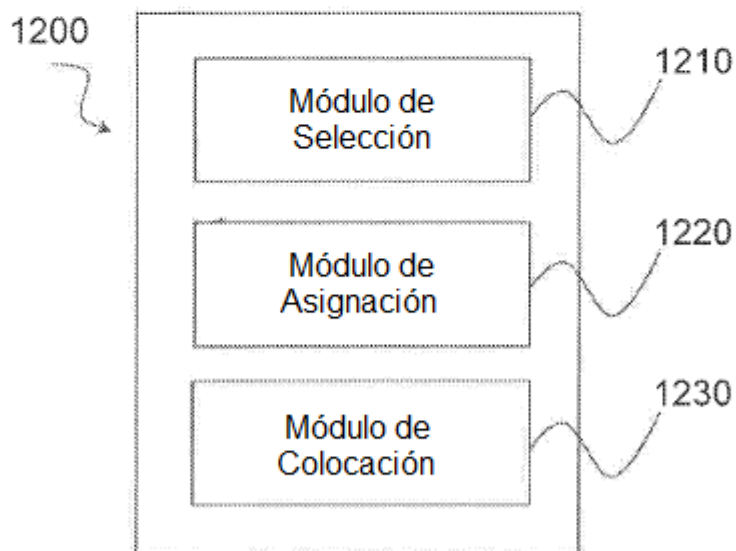 1200
1210
Módulo de
Selección
1220
Módulo de
Asignación
1230
Módulo de
Colocación